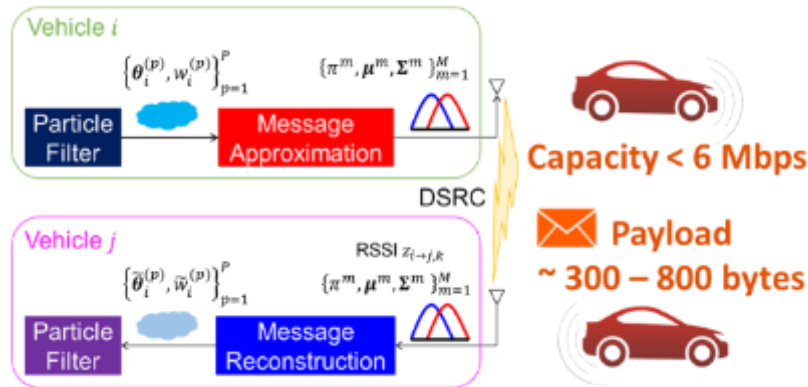 Vehicle i
{θ_i^(p), w_i^(p)}_{p=1}^P
{π^m, μ^m, Σ^m}_{m=1}^M
Particle
Filter
Message
Approximation
Capacity < 6 Mbps
DSRC
Payload
~ 300 – 800 bytes
Vehicle j
RSSI z_{i→j,k}
{θ̃_i^(p), w̃_i^(p)}_{p=1}^P
{π^m, μ^m, Σ^m}_{m=1}^M
Particle
Filter
Message
Reconstruction